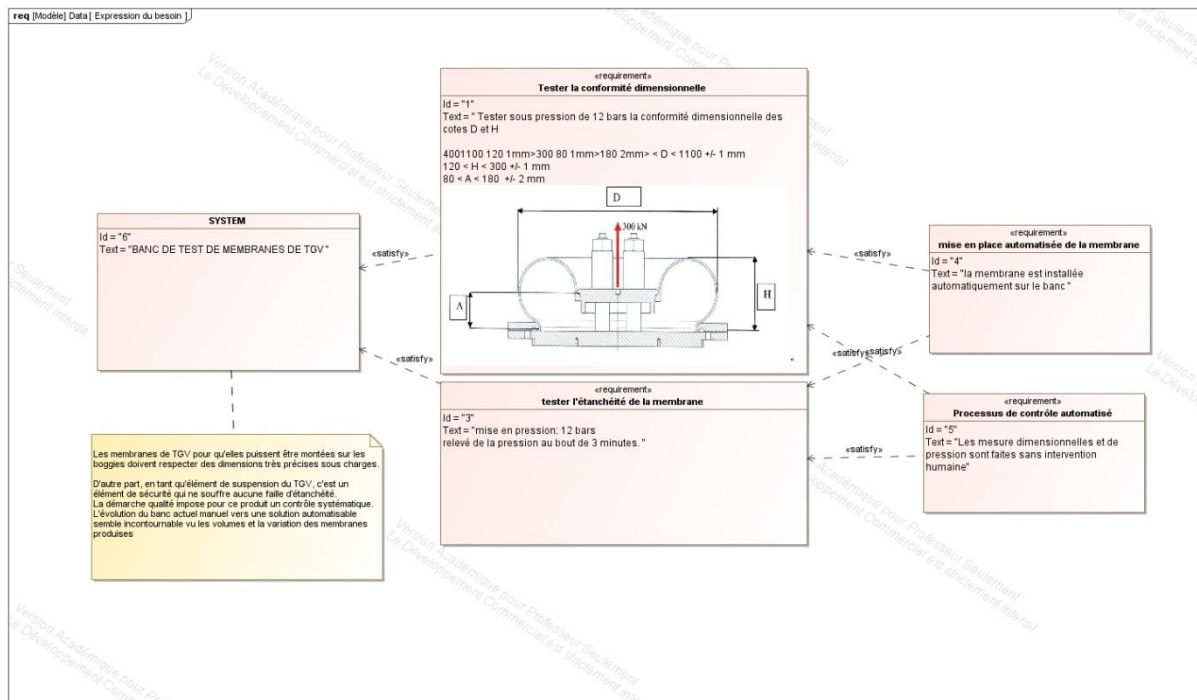 req [Modèle] Data [ Expression du besoin ]
«requirement»
Tester la conformité dimensionnelle
Id = "1"
Text = " Tester sous pression de 12 bars la conformité dimensionnelle des
cotes D et H
4001100 120 1mm>300 80 1mm>180 2mm> < D < 1100 +/- 1 mm
120 < H < 300 +/- 1 mm
80 < A < 180 +/- 2 mm
D
300 kN
A
H
"
SYSTEM
Id = "6"
Text = "BANC DE TEST DE MEMBRANES DE TGV"
«satisfy»
«satisfy»
«requirement»
mise en place automatisée de la membrane
Id = "4"
Text = "la membrane est installée
automatiquement sur le banc "
«satisfy»
«satisfy»
«satisfy»
«requirement»
tester l'étanchéité de la membrane
Id = "3"
Text = "mise en pression: 12 bars
relevé de la pression au bout de 3 minutes. "
«requirement»
Processus de contrôle automatisé
Id = "5"
Text = "Les mesure dimensionnelles et de
pression sont faites sans intervention
humaine"
«satisfy»
Les membranes de TGV pour qu'elles puissent être montées sur les
boggies doivent respecter des dimensions très précises sous charges.
D'autre part, en tant qu'élément de suspension du TGV, c'est un
élément de sécurité qui ne souffre aucune faille d'étanchéité.
La démarche qualité impose pour ce produit un contrôle systématique.
L'évolution du banc actuel manuel vers une solution automatisable
semble incontournable vu les volumes et la variation des membranes
produises
Version Académique pour Professeur Seulement
Le Développement Commercial est strictement interdit